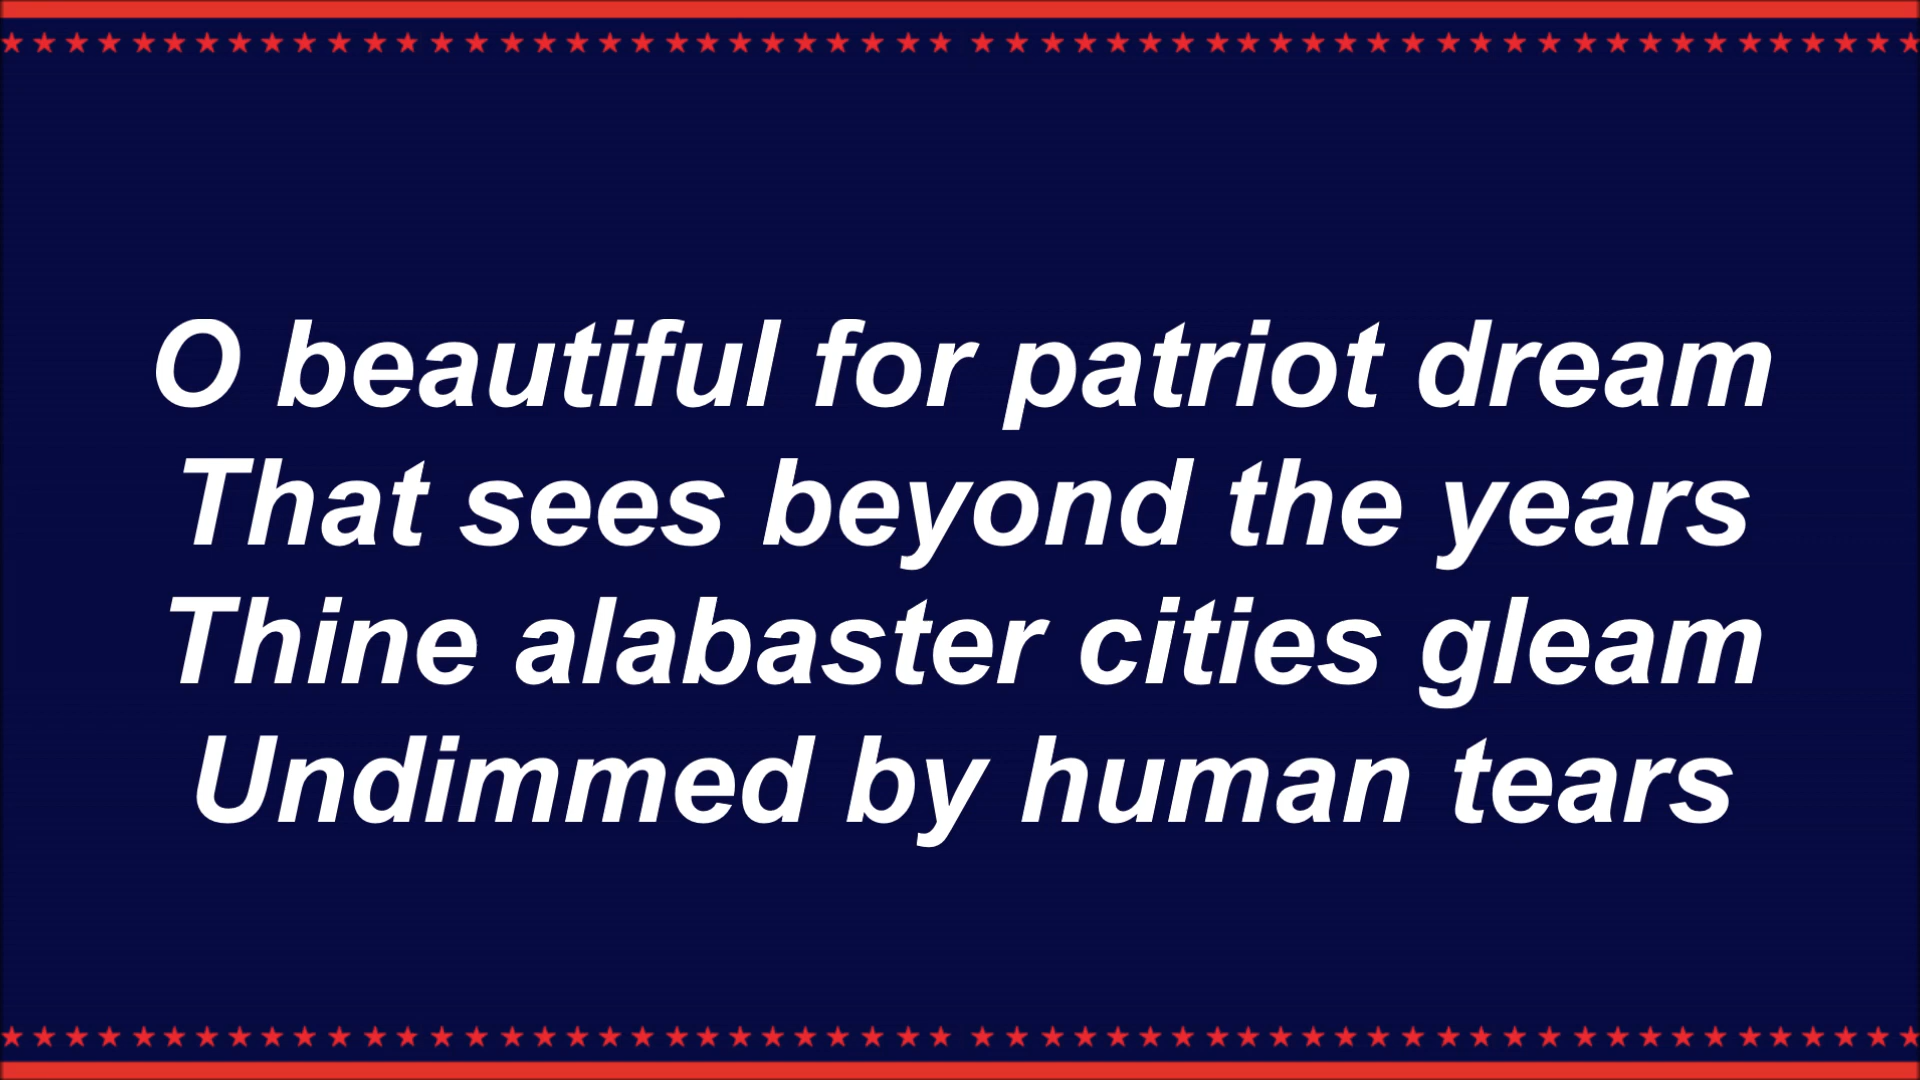 O beautiful for patriot dream
That sees beyond the years
Thine alabaster cities gleam
Undimmed by human tears